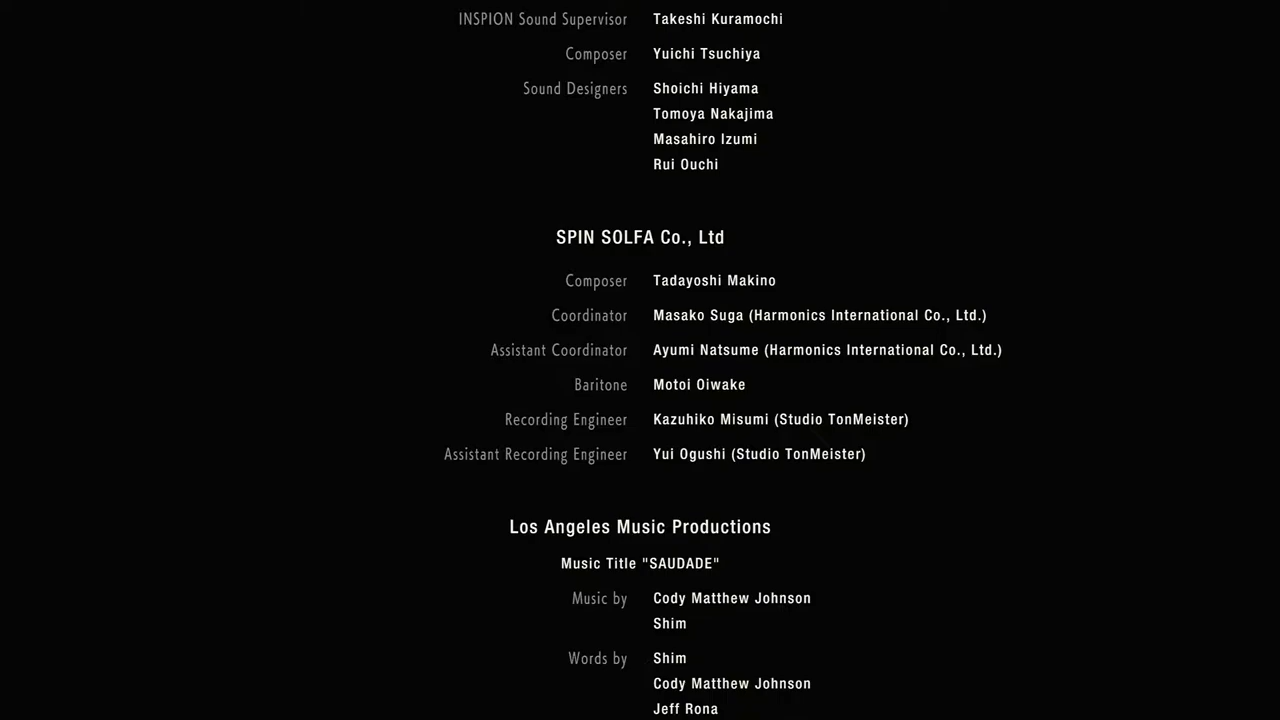 INSPION Sound Supervisor Takeshi Kuramochi
Composer Yuichi Tsuchiya
Sound Designers Shoichi Hiyama
Tomoya Nakajima
Masahiro Izumi
Rui Ouchi
SPIN SOLFA Co., Ltd
Composer Tadayoshi Makino
Coordinator Masako Suga (Harmonics International Co., Ltd.)
Assistant Coordinator Ayumi Natsume (Harmonics International Co., Ltd.)
Baritone Motoi Oiwake
Recording Engineer Kazuhiko Misumi (Studio TonMeister)
Assistant Recording Engineer Yui Ogushi (Studio TonMeister)
Los Angeles Music Productions
Music Title "SAUDADE"
Music by Cody Matthew Johnson
Shim
Words by Shim
Cody Matthew Johnson
Jeff Rona